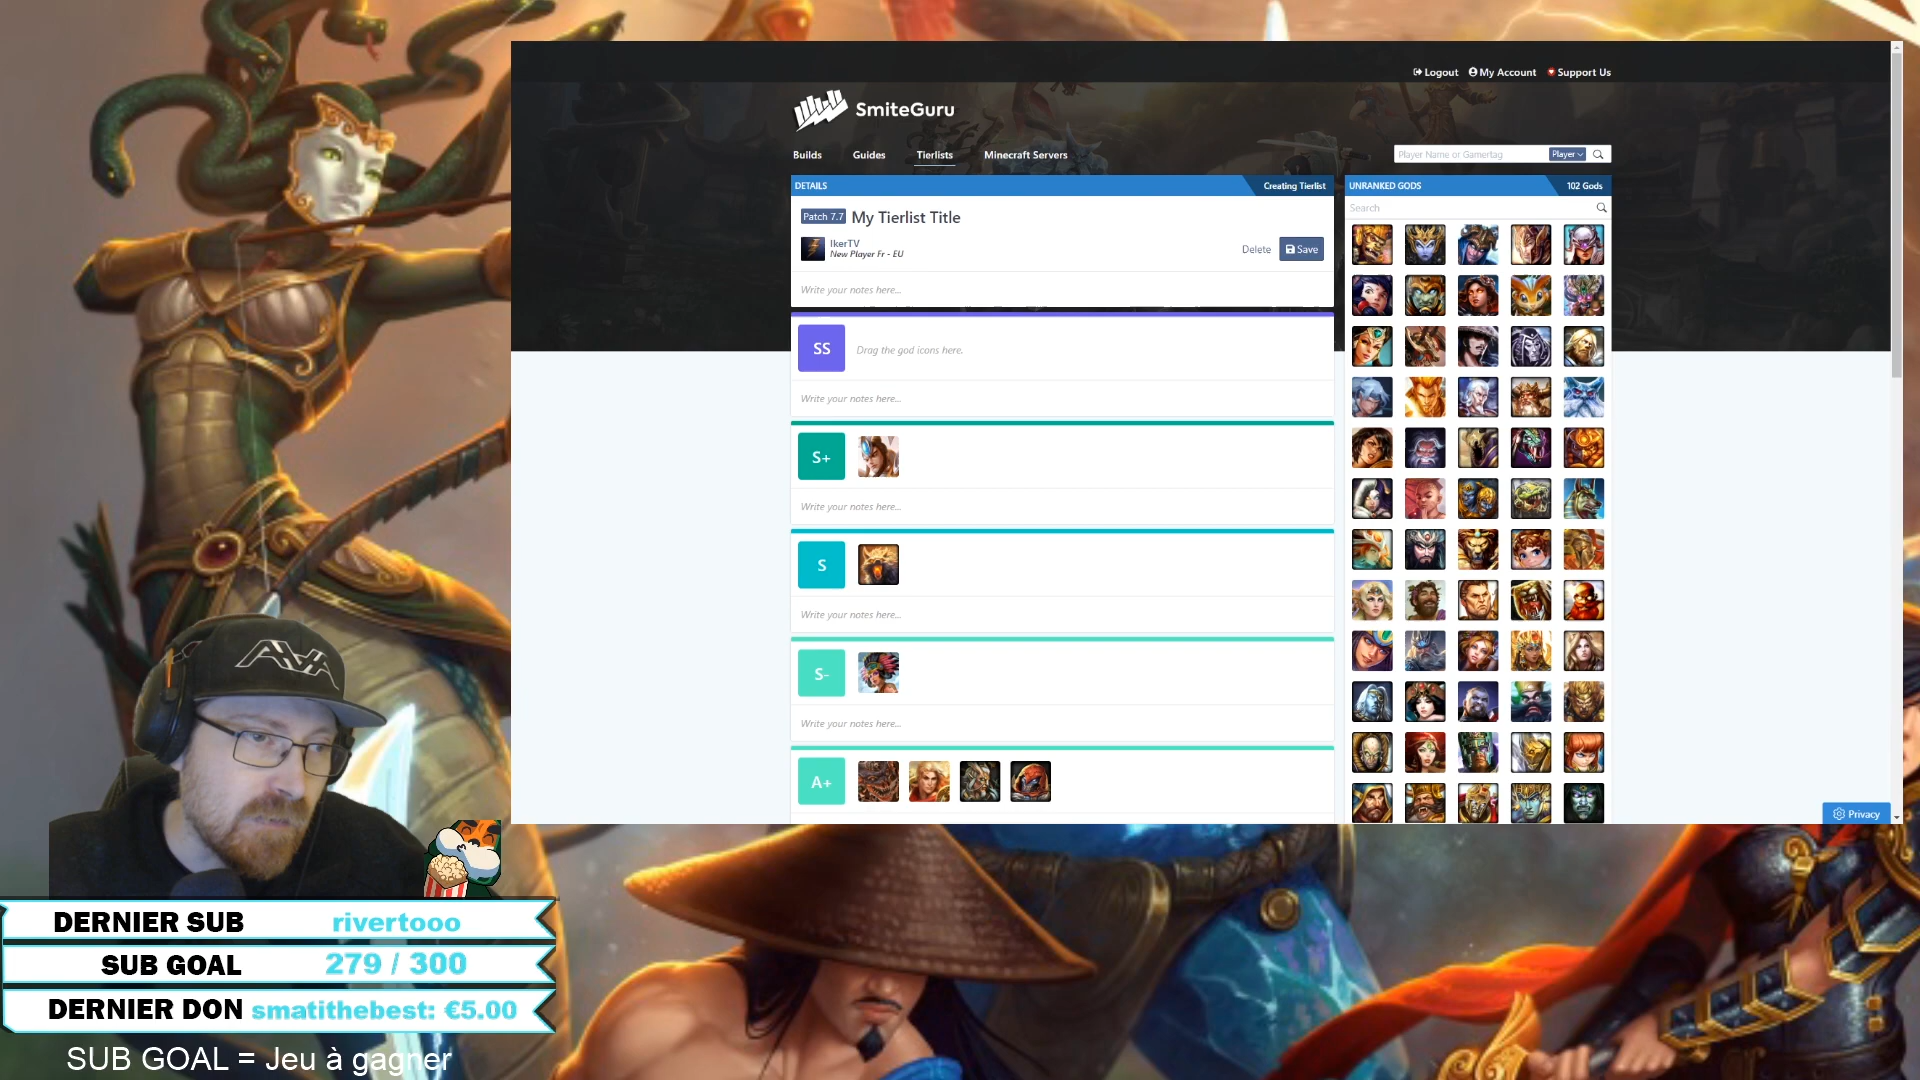 Logout My Account Support Us
SmiteGuru
Builds Guides Tierlists Minecraft Servers
Player Name or Gamertag Player
DETAILS Creating Tierlist
Patch 7.7 My Tierlist Title
IkerTV
New Player Fr - EU
Delete Save
Write your notes here...
SS Drag the god icons here.
Write your notes here...
S+
Write your notes here...
S
Write your notes here...
S-
Write your notes here...
A+
UNRANKED GODS 102 Gods
Search
Privacy
DERNIER SUB rivertooo
SUB GOAL 279 / 300
DERNIER DON smatithebest: €5.00
SUB GOAL = Jeu à gagner